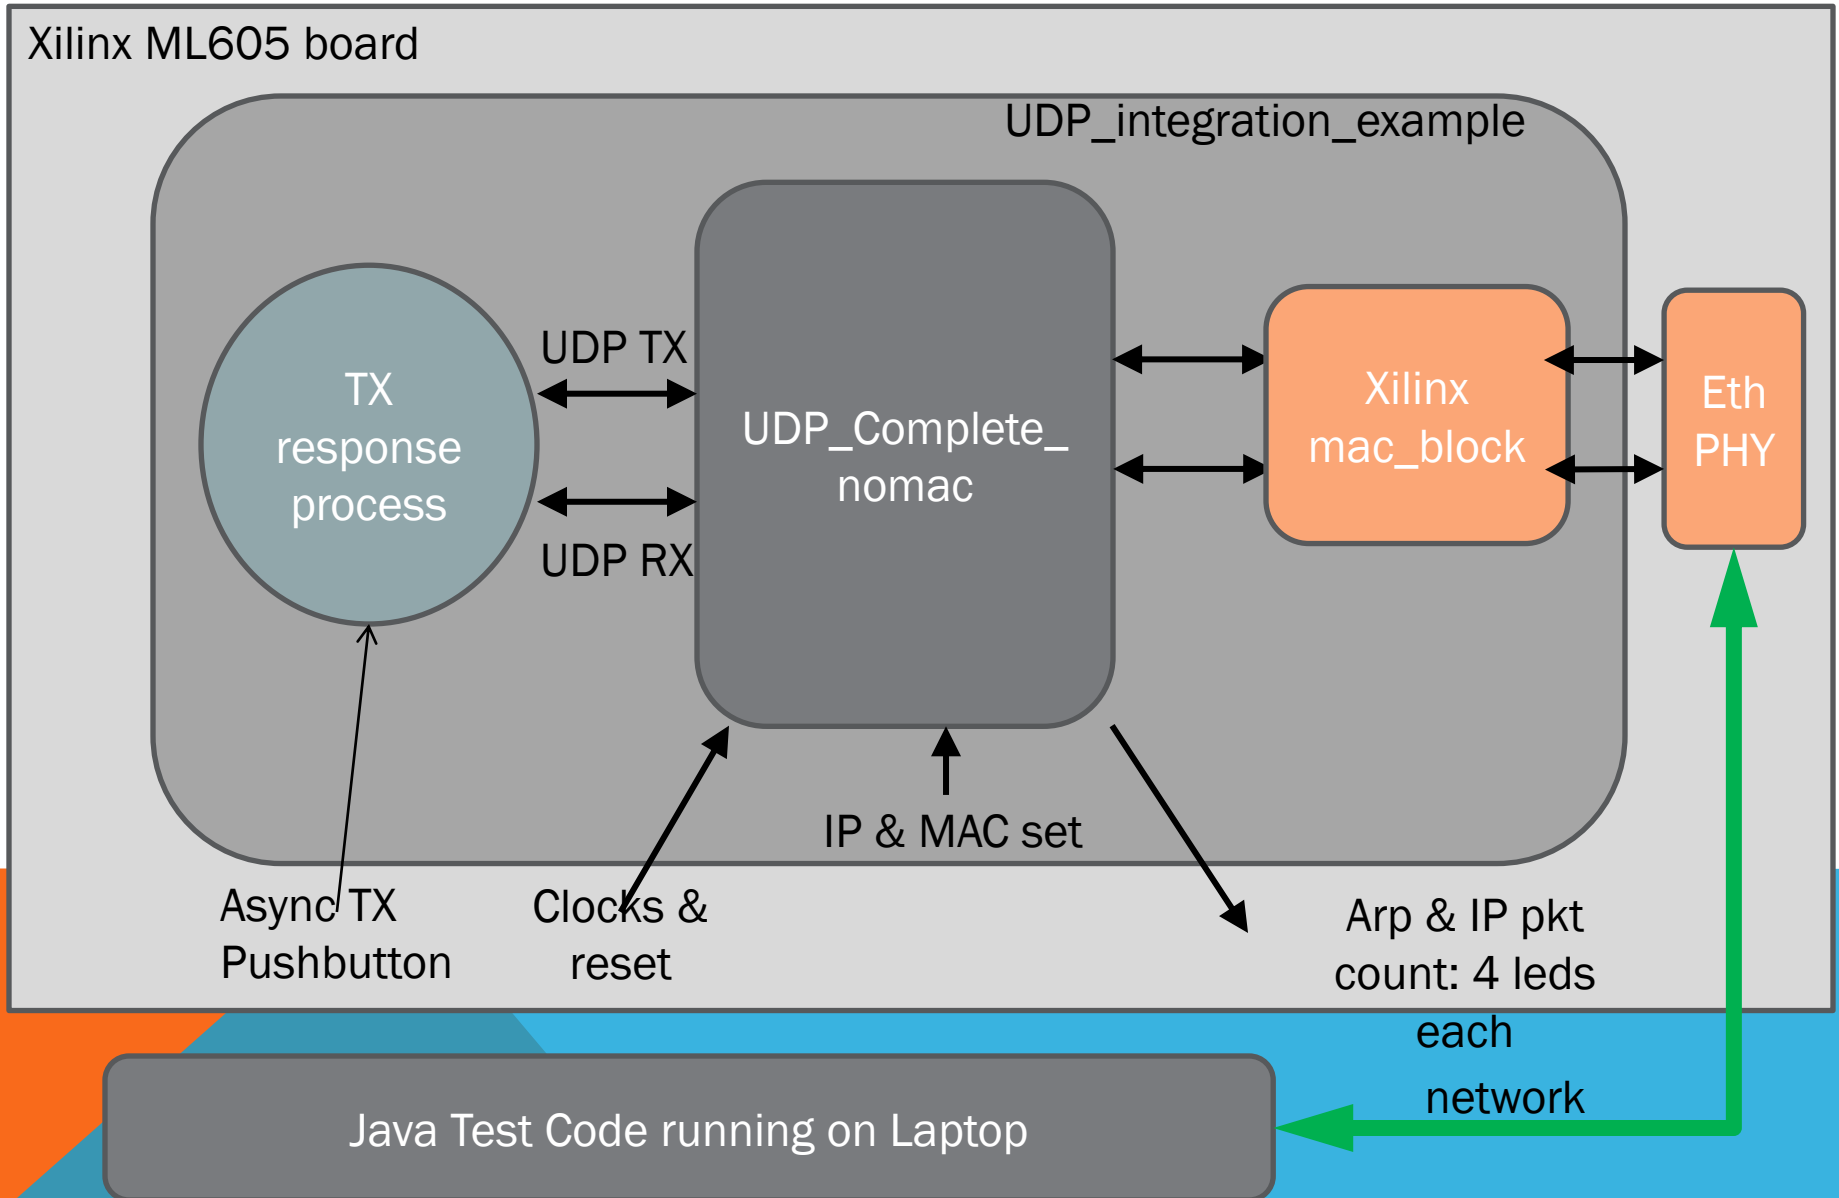 Xilinx ML605 board
UDP_integration_example
TX
response
process
UDP TX
UDP RX
UDP_Complete_
nomac
Xilinx
mac_block
Eth
PHY
IP & MAC set
Async TX
Pushbutton
Clocks &
reset
Arp & IP pkt
count: 4 leds
each
network
Java Test Code running on Laptop